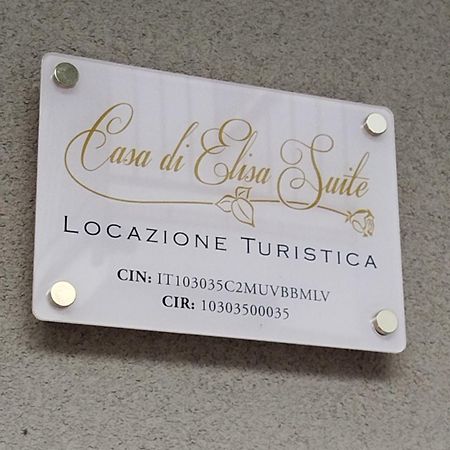 Casa di Elisa Suite
LOCAZIONE TURISTICA
CIN: IT103035C2MUVBBMLV
CIR: 10303500035